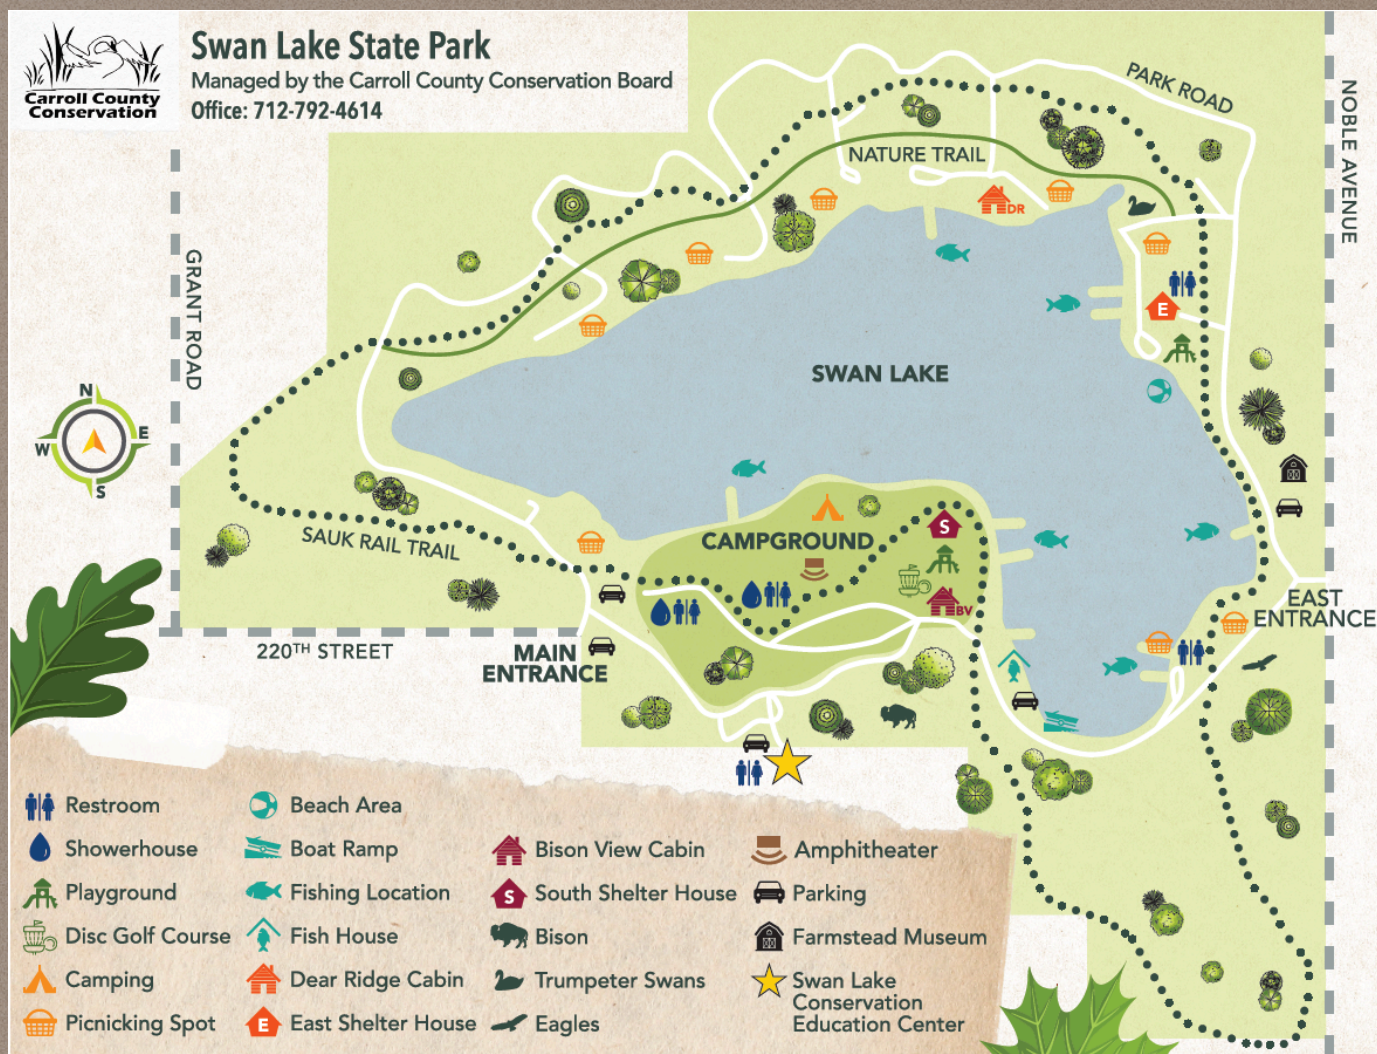 Carroll County
Conservation
Swan Lake State Park
Managed by the Carroll County Conservation Board
Office: 712-792-4614
PARK ROAD
NOBLE AVENUE
NATURE TRAIL
DR
GRANT ROAD
E
SWAN LAKE
N
W
E
S
SAUK RAIL TRAIL
CAMPGROUND
S
BV
EAST
ENTRANCE
220TH STREET
MAIN
ENTRANCE
Restroom
Showerhouse
Playground
Disc Golf Course
Camping
Picnicking Spot
Beach Area
Boat Ramp
Fishing Location
Fish House
Dear Ridge Cabin
E East Shelter House
Bison View Cabin
S South Shelter House
Bison
Trumpeter Swans
Eagles
Amphitheater
Parking
Farmstead Museum
Swan Lake
Conservation
Education Center